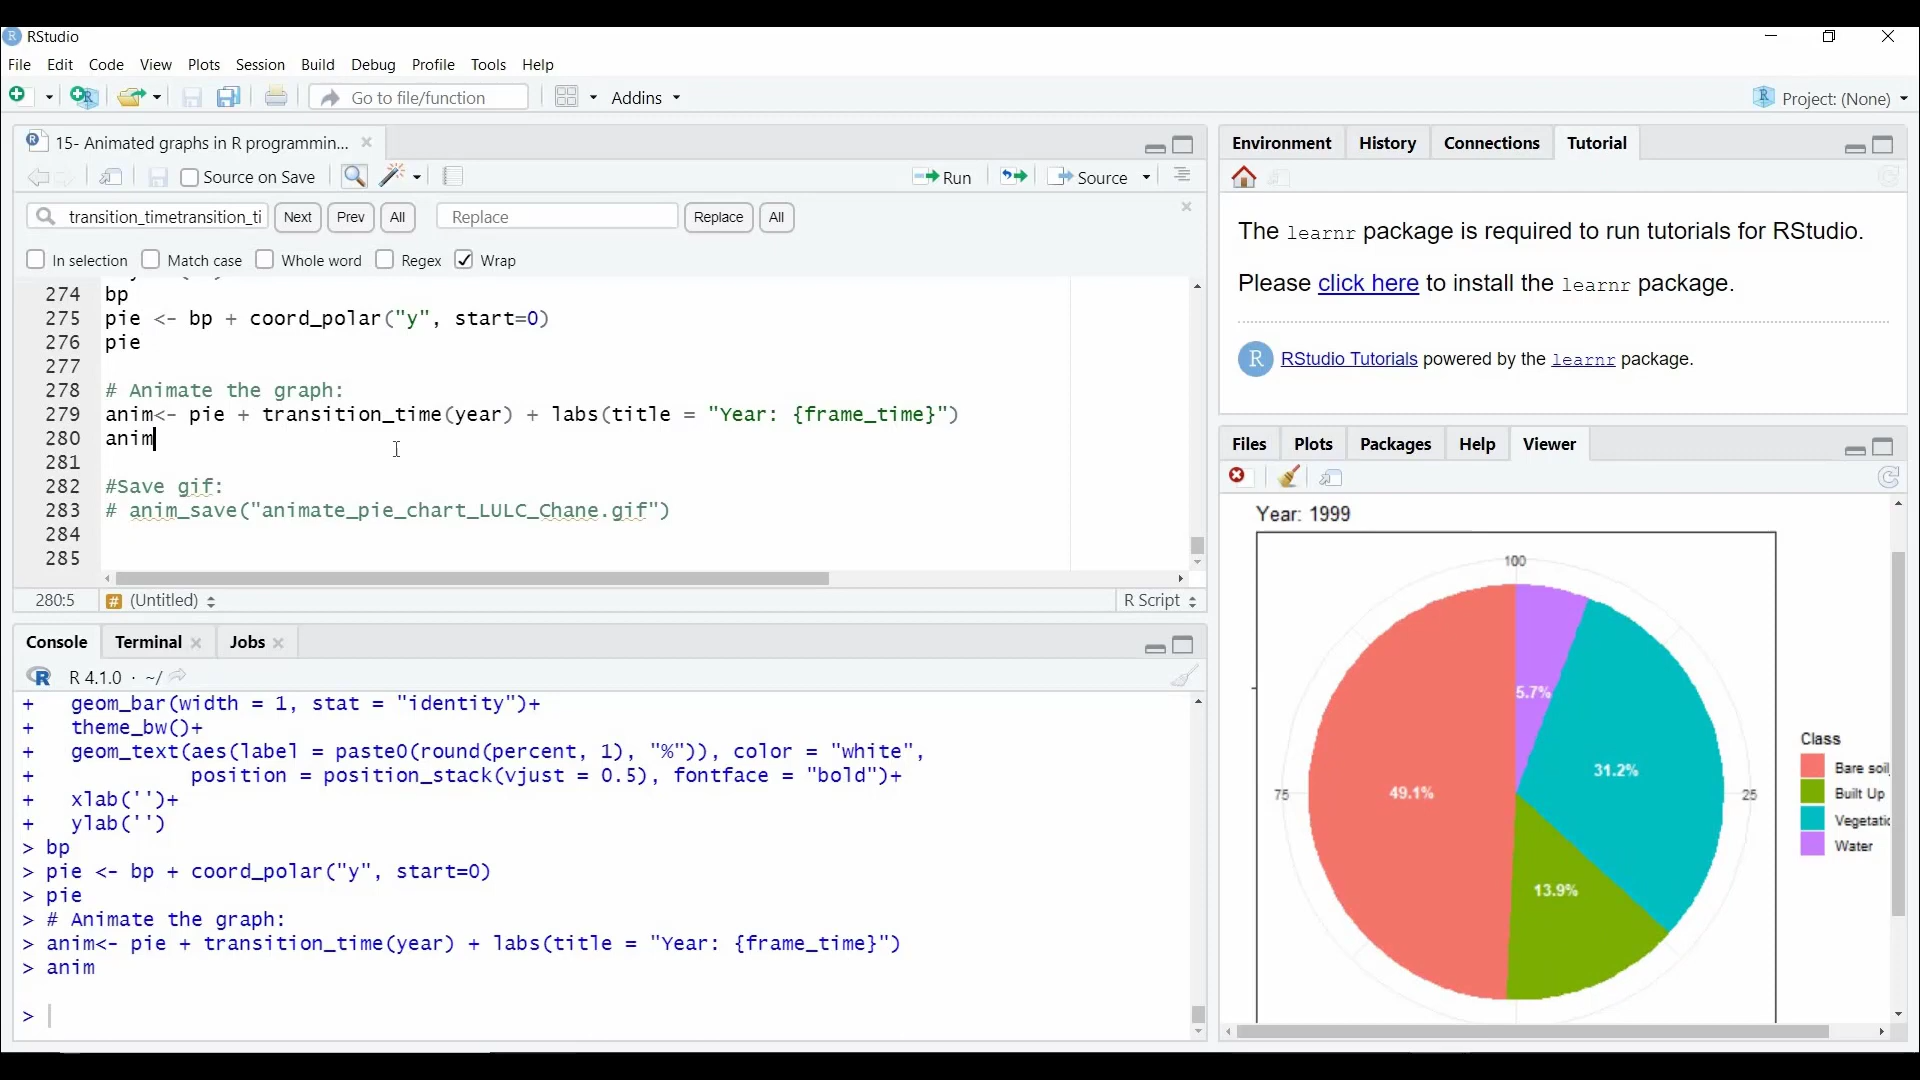 RStudio
File Edit Code View Plots Session Build Debug Profile Tools Help
Go to file/function Addins Project: (None)
15- Animated graphs in R programmin...
Source on Save Run Source
transition_timetransition_ti Next Prev All Replace Replace All
In selection Match case Whole word Regex Wrap
274 bp
275 pie <- bp + coord_polar("y", start=0)
276 pie
277
278 # Animate the graph:
279 anim<- pie + transition_time(year) + labs(title = "Year: {frame_time}")
280 anim
281
282 #Save gif:
283 # anim_save("animate_pie_chart_LULC_Chane.gif")
284
285
280:5 # (Untitled) R Script
Console Terminal Jobs
R 4.1.0 · ~/
+ geom_bar(width = 1, stat = "identity")+
+ theme_bw()+
+ geom_text(aes(label = paste0(round(percent, 1), "%")), color = "white",
+ position = position_stack(vjust = 0.5), fontface = "bold")+
+ xlab('')+
+ ylab('')
> bp
> pie <- bp + coord_polar("y", start=0)
> pie
> # Animate the graph:
> anim<- pie + transition_time(year) + labs(title = "Year: {frame_time}")
> anim
>
Environment History Connections Tutorial
The learnr package is required to run tutorials for RStudio.
Please click here to install the learnr package.
R RStudio Tutorials powered by the learnr package.
Files Plots Packages Help Viewer
Year: 1999
100
5.7%
31.2%
75 49.1% 25
13.9%
Class
Bare soil
Built Up
Vegetatic
Water